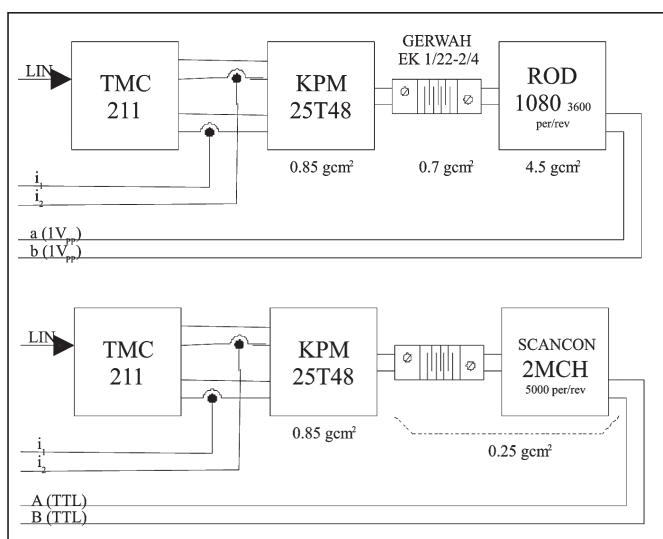 GERWAH
EK 1/22-2/4
LIN
TMC
211
KPM
25T48
ROD
1080 3600
per/rev
0.85 gcm²
0.7 gcm²
4.5 gcm²
i₁
i₂
a (1Vpp)
b (1Vpp)
LIN
TMC
211
KPM
25T48
SCANCON
2MCH
5000 per/rev
0.85 gcm²
0.25 gcm²
i₁
i₂
A (TTL)
B (TTL)